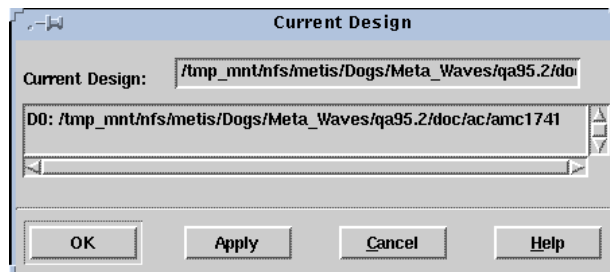 Current Design
Current Design: /tmp_mnt/nfs/metis/Dogs/Meta_Waves/qa95.2/do
D0: /tmp_mnt/nfs/metis/Dogs/Meta_Waves/qa95.2/doc/ac/amc1741
OK Apply Cancel Help